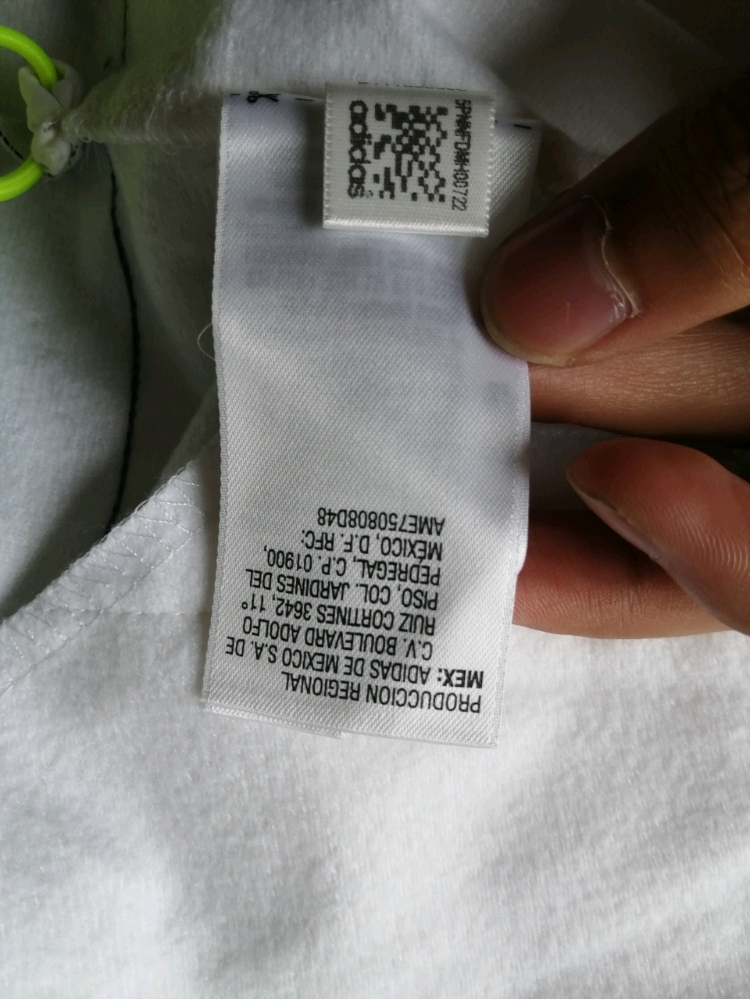 PRODUCCION REGIONAL
MEX: ADIDAS DE MEXICO S.A. DE
C.V. BOULEVARD ADOLFO
RUIZ CORTINES 3642, 11°
PISO, COL. JARDINES DEL
PEDREGAL, C.P. 01900,
MEXICO, D.F. RFC:
AME750808D48
adidas